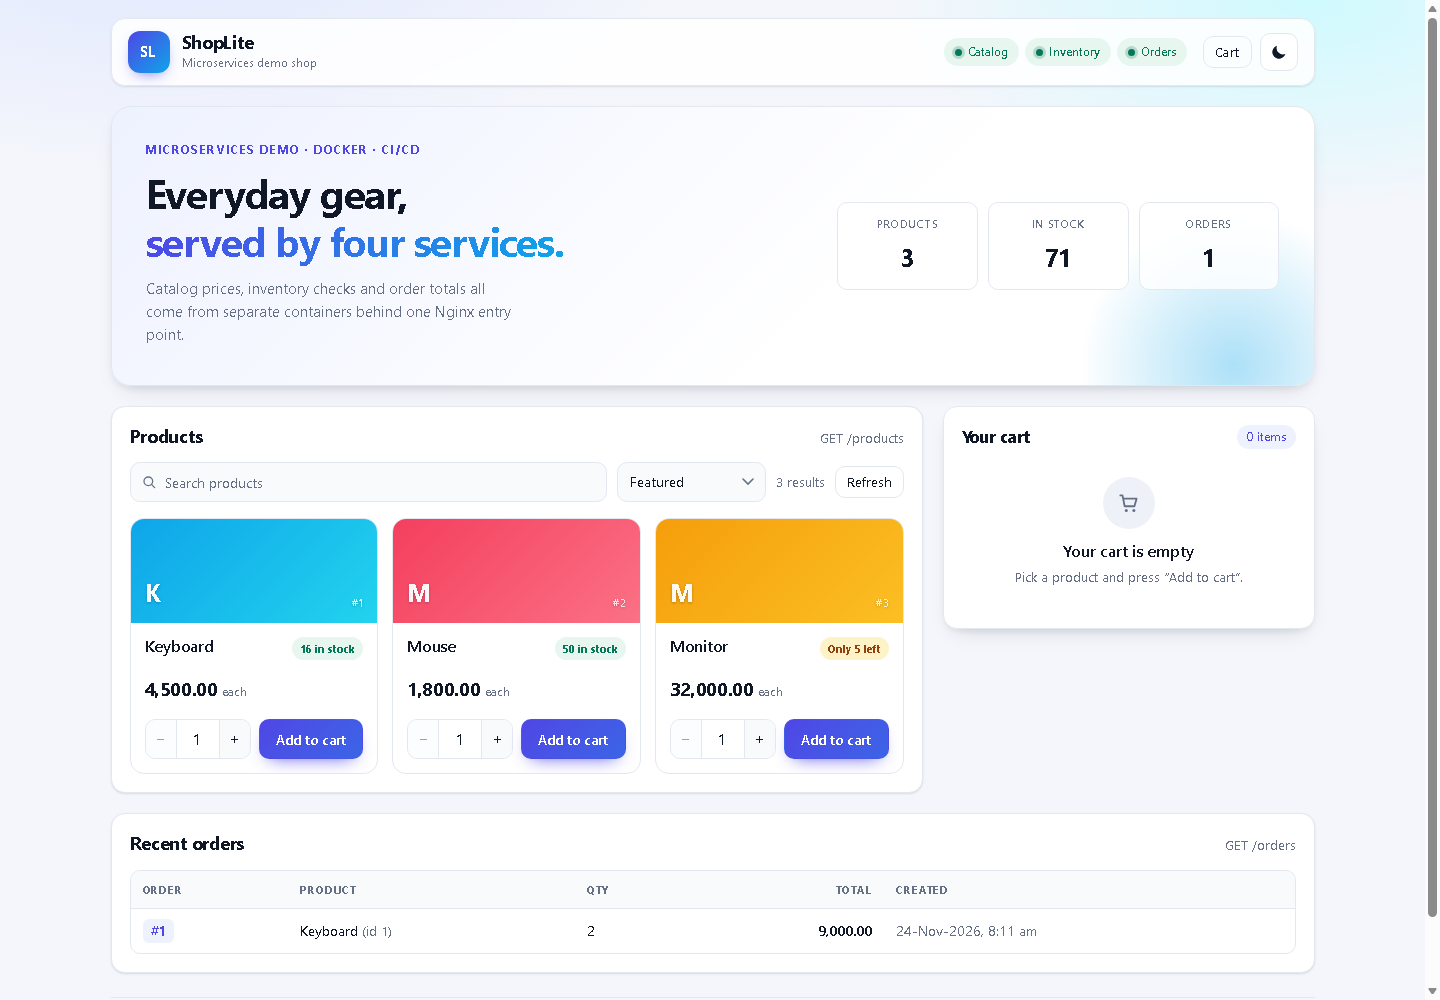 SL
ShopLite
Microservices demo shop
Catalog
Inventory
Orders
Cart
MICROSERVICES DEMO · DOCKER · CI/CD
Everyday gear,
served by four services.
Catalog prices, inventory checks and order totals all
come from separate containers behind one Nginx entry
point.
PRODUCTS
3
IN STOCK
71
ORDERS
1
Products
GET /products
Search products
Featured
3 results
Refresh
K
#1
Keyboard
16 in stock
4,500.00 each
− 1 +
Add to cart
M
#2
Mouse
50 in stock
1,800.00 each
− 1 +
Add to cart
M
#3
Monitor
Only 5 left
32,000.00 each
− 1 +
Add to cart
Your cart
0 items
Your cart is empty
Pick a product and press “Add to cart”.
Recent orders
GET /orders
ORDER PRODUCT QTY TOTAL CREATED
#1 Keyboard (id 1) 2 9,000.00 24-Nov-2026, 8:11 am